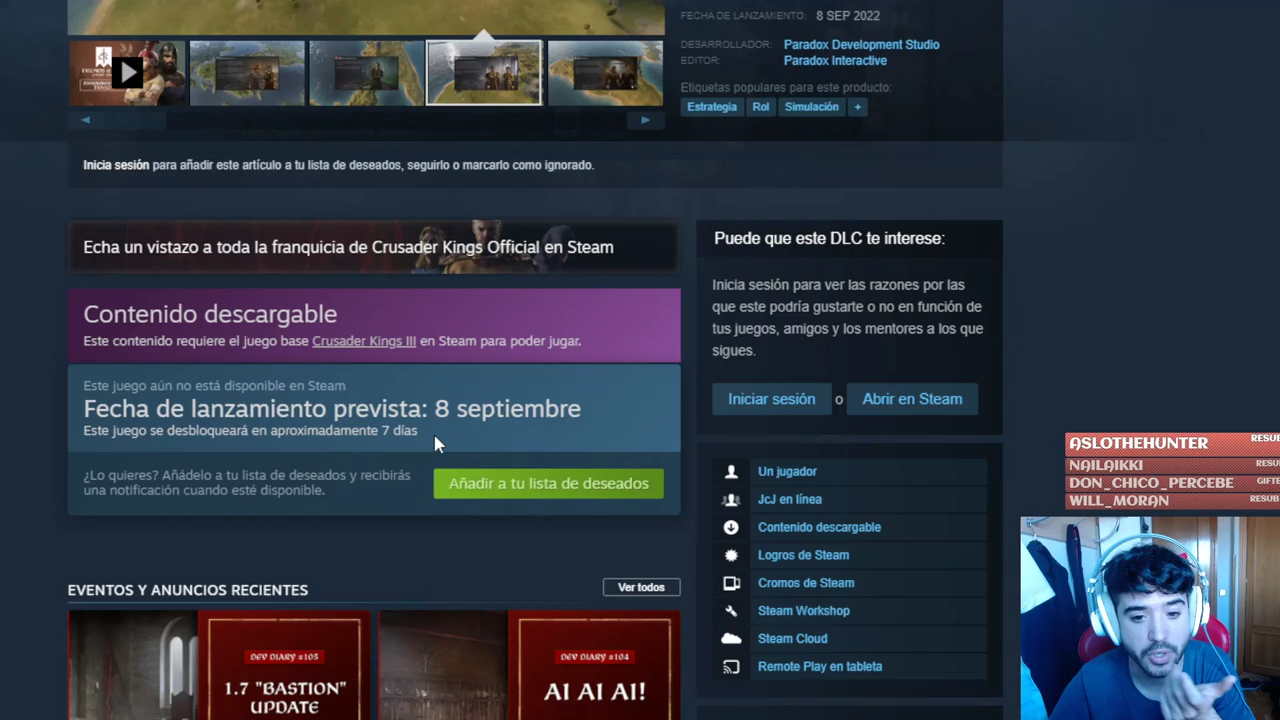 FECHA DE LANZAMIENTO: 8 SEP 2022
DESARROLLADOR: Paradox Development Studio
EDITOR: Paradox Interactive
Etiquetas populares para este producto:
Estrategia Rol Simulación +
Inicia sesión para añadir este artículo a tu lista de deseados, seguirlo o marcarlo como ignorado.
Echa un vistazo a toda la franquicia de Crusader Kings Official en Steam
Contenido descargable
Este contenido requiere el juego base Crusader Kings III en Steam para poder jugar.
Este juego aún no está disponible en Steam
Fecha de lanzamiento prevista: 8 septiembre
Este juego se desbloqueará en aproximadamente 7 días
¿Lo quieres? Añádelo a tu lista de deseados y recibirás
una notificación cuando esté disponible.
Añadir a tu lista de deseados
EVENTOS Y ANUNCIOS RECIENTES
Ver todos
DEV DIARY #105
1.7 "BASTION"
UPDATE
DEV DIARY #104
AI AI AI!
Puede que este DLC te interese:
Inicia sesión para ver las razones por las
que este podría gustarte o no en función de
tus juegos, amigos y los mentores a los que
sigues.
Iniciar sesión o Abrir en Steam
Un jugador
JcJ en línea
Contenido descargable
Logros de Steam
Cromos de Steam
Steam Workshop
Steam Cloud
Remote Play en tableta
ASLOTHEHUNTER RESUB
NAILAIKKI RESU
DON_CHICO_PERCEBE GIFTE
WILL_MORAN RESUB